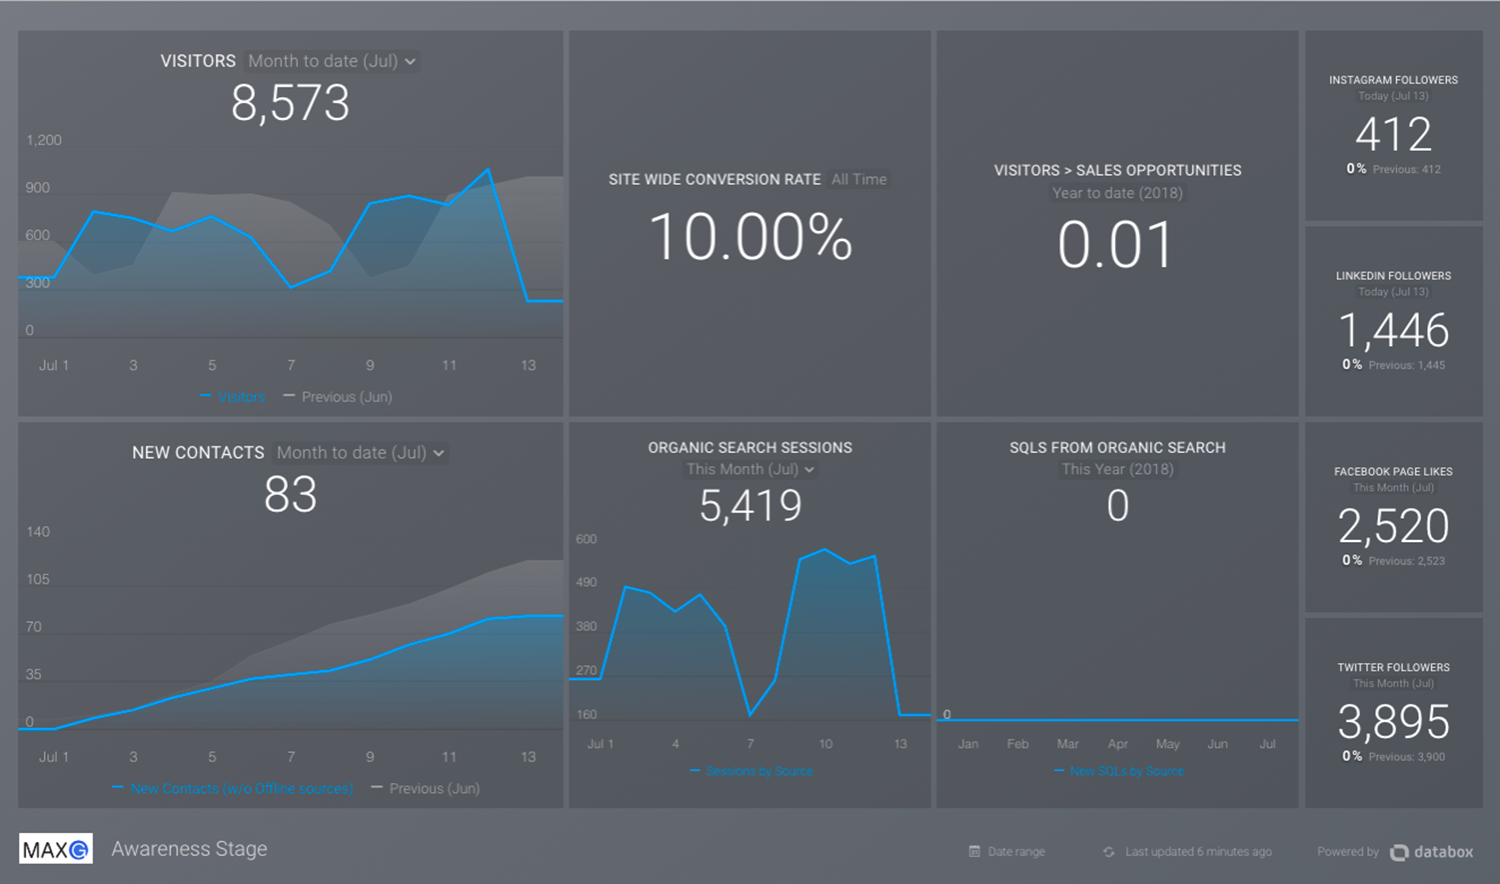 VISITORS Month to date (Jul)
8,573
1,200
900
600
300
0
Jul 1 3 5 7 9 11 13
Visitors Previous (Jun)
SITE WIDE CONVERSION RATE All Time
10.00%
VISITORS > SALES OPPORTUNITIES
Year to date (2018)
0.01
INSTAGRAM FOLLOWERS
Today (Jul 13)
412
0% Previous: 412
LINKEDIN FOLLOWERS
Today (Jul 13)
1,446
0% Previous: 1,445
NEW CONTACTS Month to date (Jul)
83
140
105
70
35
0
Jul 1 3 5 7 9 11 13
New Contacts (w/o Offline sources) Previous (Jun)
ORGANIC SEARCH SESSIONS
This Month (Jul)
5,419
600
490
380
270
160
Jul 1 4 7 10 13
Sessions by Source
SQLS FROM ORGANIC SEARCH
This Year (2018)
0
0
Jan Feb Mar Apr May Jun Jul
New SQLs by Source
FACEBOOK PAGE LIKES
This Month (Jul)
2,520
0% Previous: 2,523
TWITTER FOLLOWERS
This Month (Jul)
3,895
0% Previous: 3,900
MAXG Awareness Stage
Date range Last updated 6 minutes ago Powered by databox